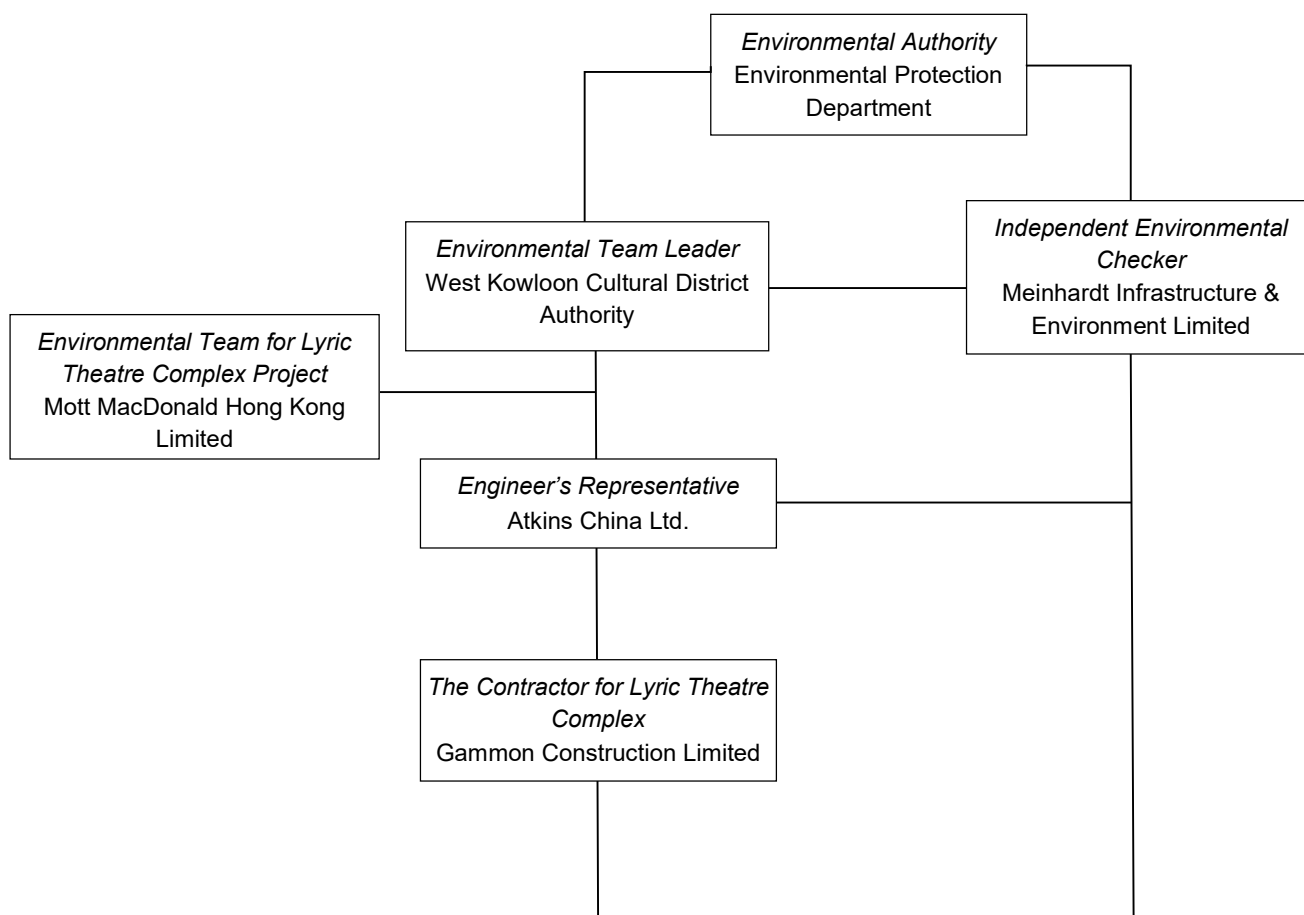 Environmental Authority
Environmental Protection
Department
Environmental Team Leader
West Kowloon Cultural District
Authority
Independent Environmental
Checker
Meinhardt Infrastructure &
Environment Limited
Environmental Team for Lyric
Theatre Complex Project
Mott MacDonald Hong Kong
Limited
Engineer’s Representative
Atkins China Ltd.
The Contractor for Lyric Theatre
Complex
Gammon Construction Limited